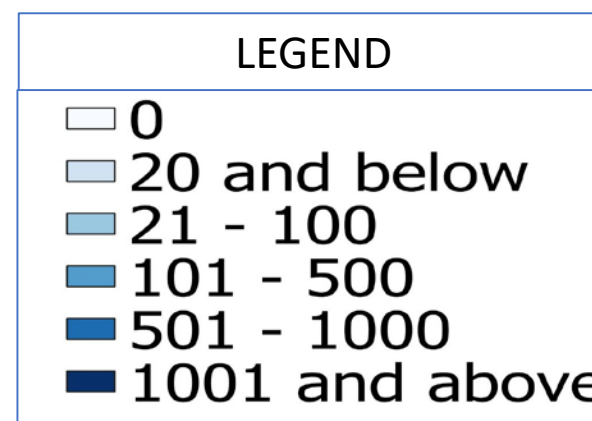 LEGEND
0
20 and below
21 - 100
101 - 500
501 - 1000
1001 and above